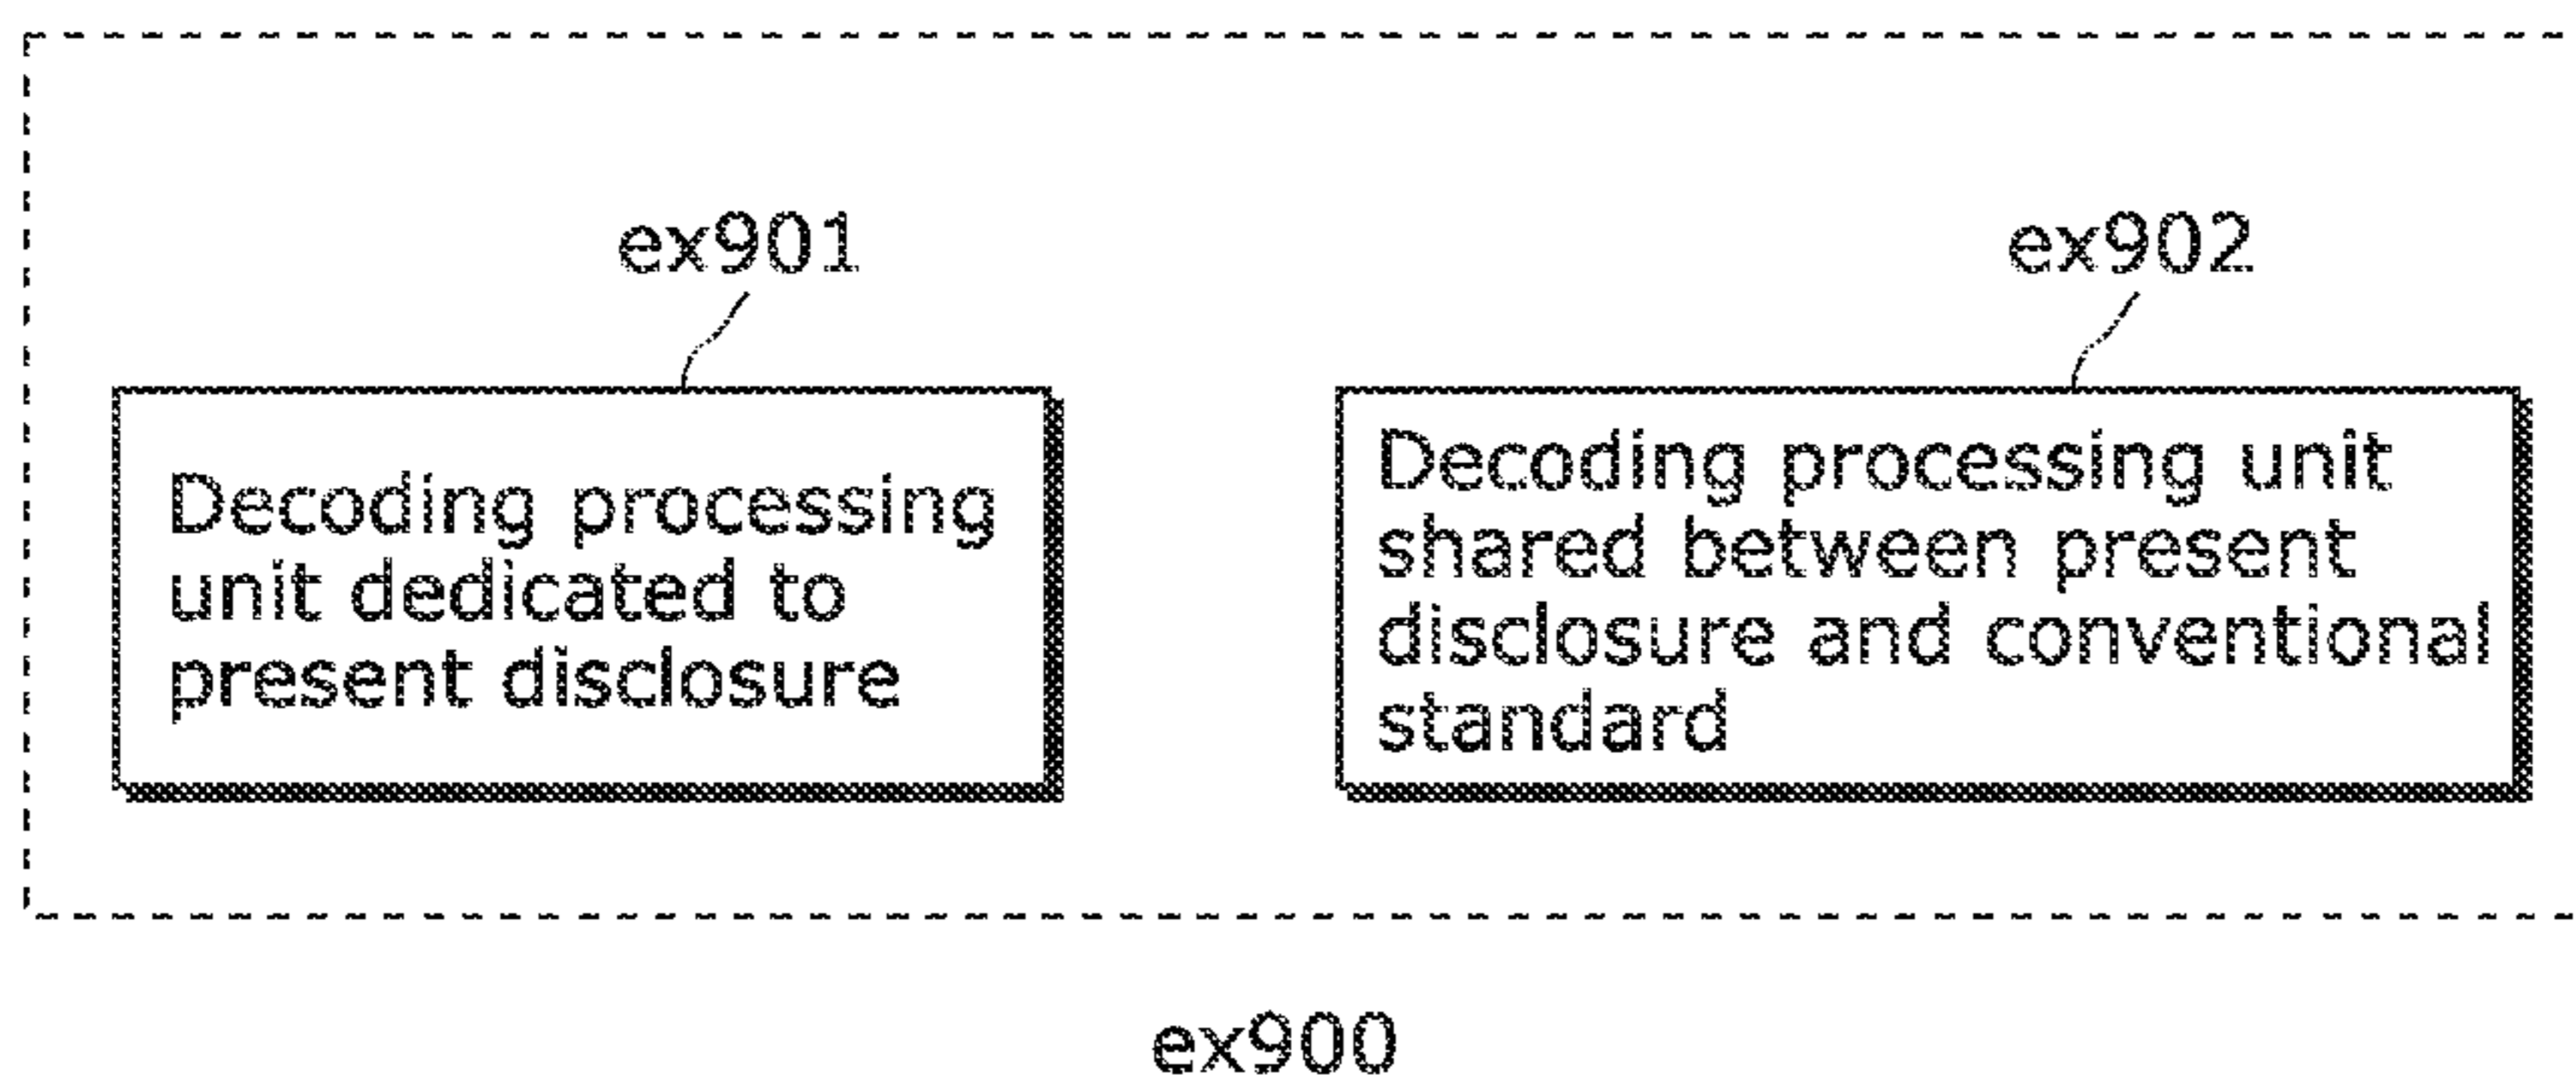 ex901
Decoding processing
unit dedicated to
present disclosure
ex902
Decoding processing unit
shared between present
disclosure and conventional
standard
ex900